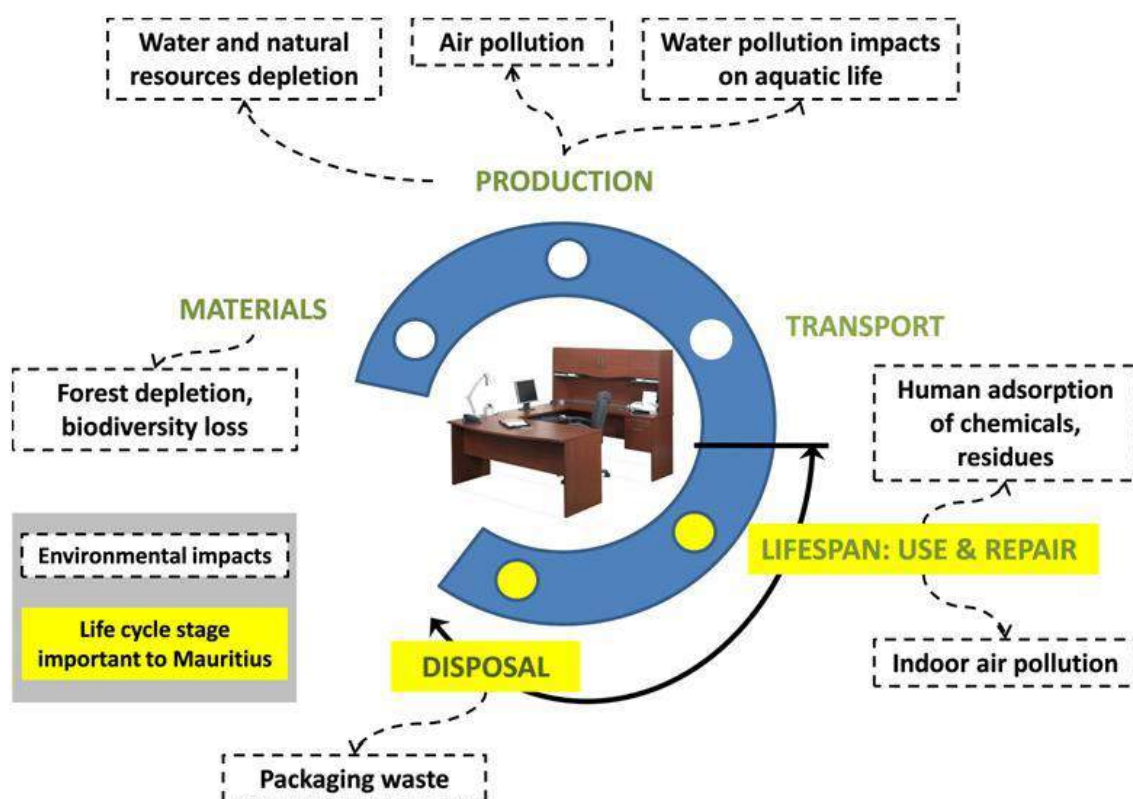 Water and natural
resources depletion
Air pollution
Water pollution impacts
on aquatic life
PRODUCTION
MATERIALS
TRANSPORT
Forest depletion,
biodiversity loss
Human adsorption
of chemicals,
residues
Environmental impacts
LIFESPAN: USE & REPAIR
Life cycle stage
important to Mauritius
DISPOSAL
Indoor air pollution
Packaging waste